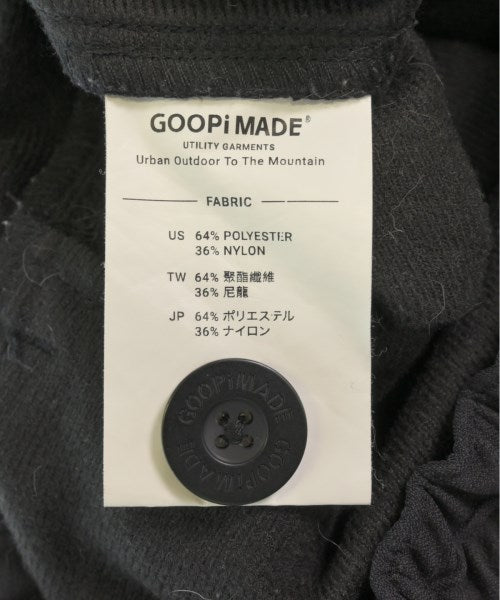 GOOPiMADE®
UTILITY GARMENTS
Urban Outdoor To The Mountain
FABRIC
US 64% POLYESTER
36% NYLON
TW 64% 聚酯纖維
36% 尼龍
JP 64% ポリエステル
36% ナイロン
GOOPiMADE GOOPiMADE